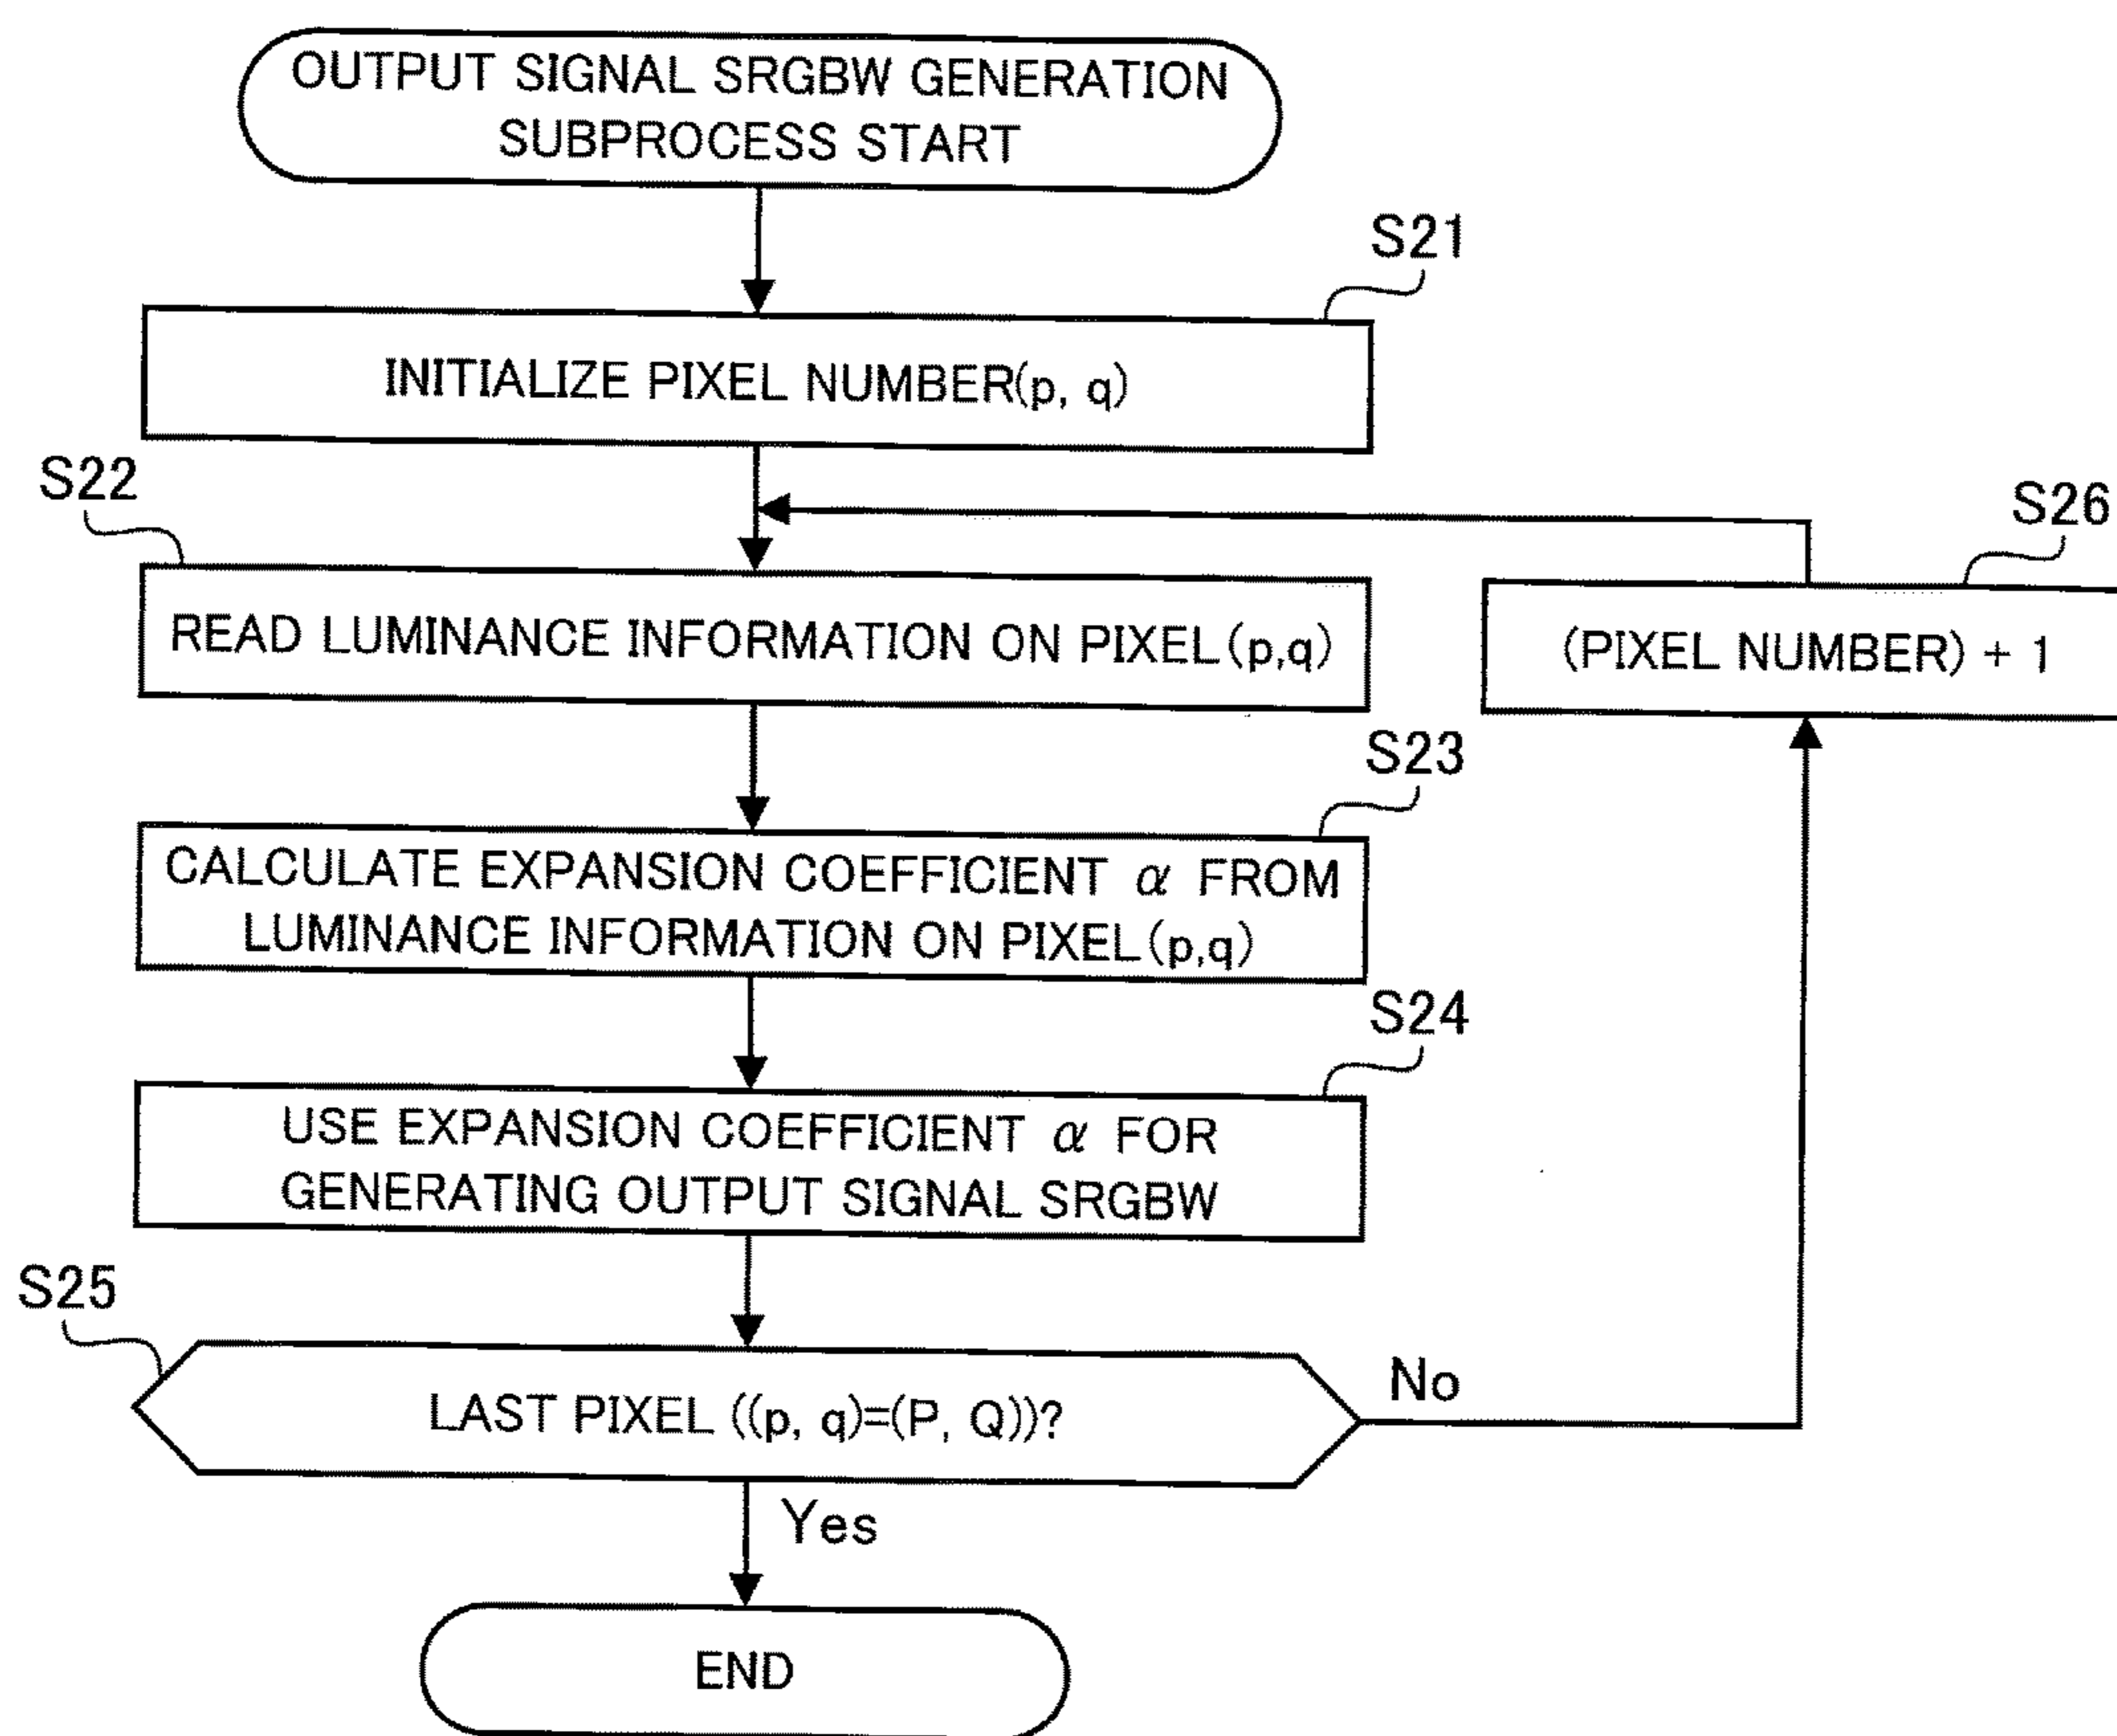 OUTPUT SIGNAL SRGBW GENERATION
SUBPROCESS START
S21
INITIALIZE PIXEL NUMBER(p, q)
S22
READ LUMINANCE INFORMATION ON PIXEL(p,q)
S26
(PIXEL NUMBER) + 1
S23
CALCULATE EXPANSION COEFFICIENT α FROM
LUMINANCE INFORMATION ON PIXEL(p,q)
S24
USE EXPANSION COEFFICIENT α FOR
GENERATING OUTPUT SIGNAL SRGBW
S25
LAST PIXEL ((p, q)=(P, Q))?
No
Yes
END